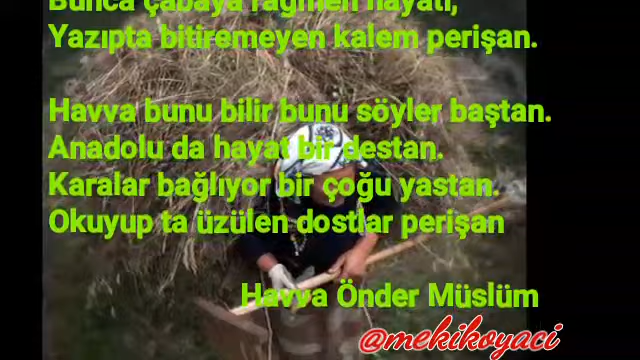 Bunca çabaya rağmen hayatı,
Yazıpta bitiremeyen kalem perişan.
Havva bunu bilir bunu söyler baştan.
Anadolu da hayat bir destan.
Karalar bağlıyor bir çoğu yastan.
Okuyup ta üzülen dostlar perişan
Havva Önder Müslüm
@mekikoyaci